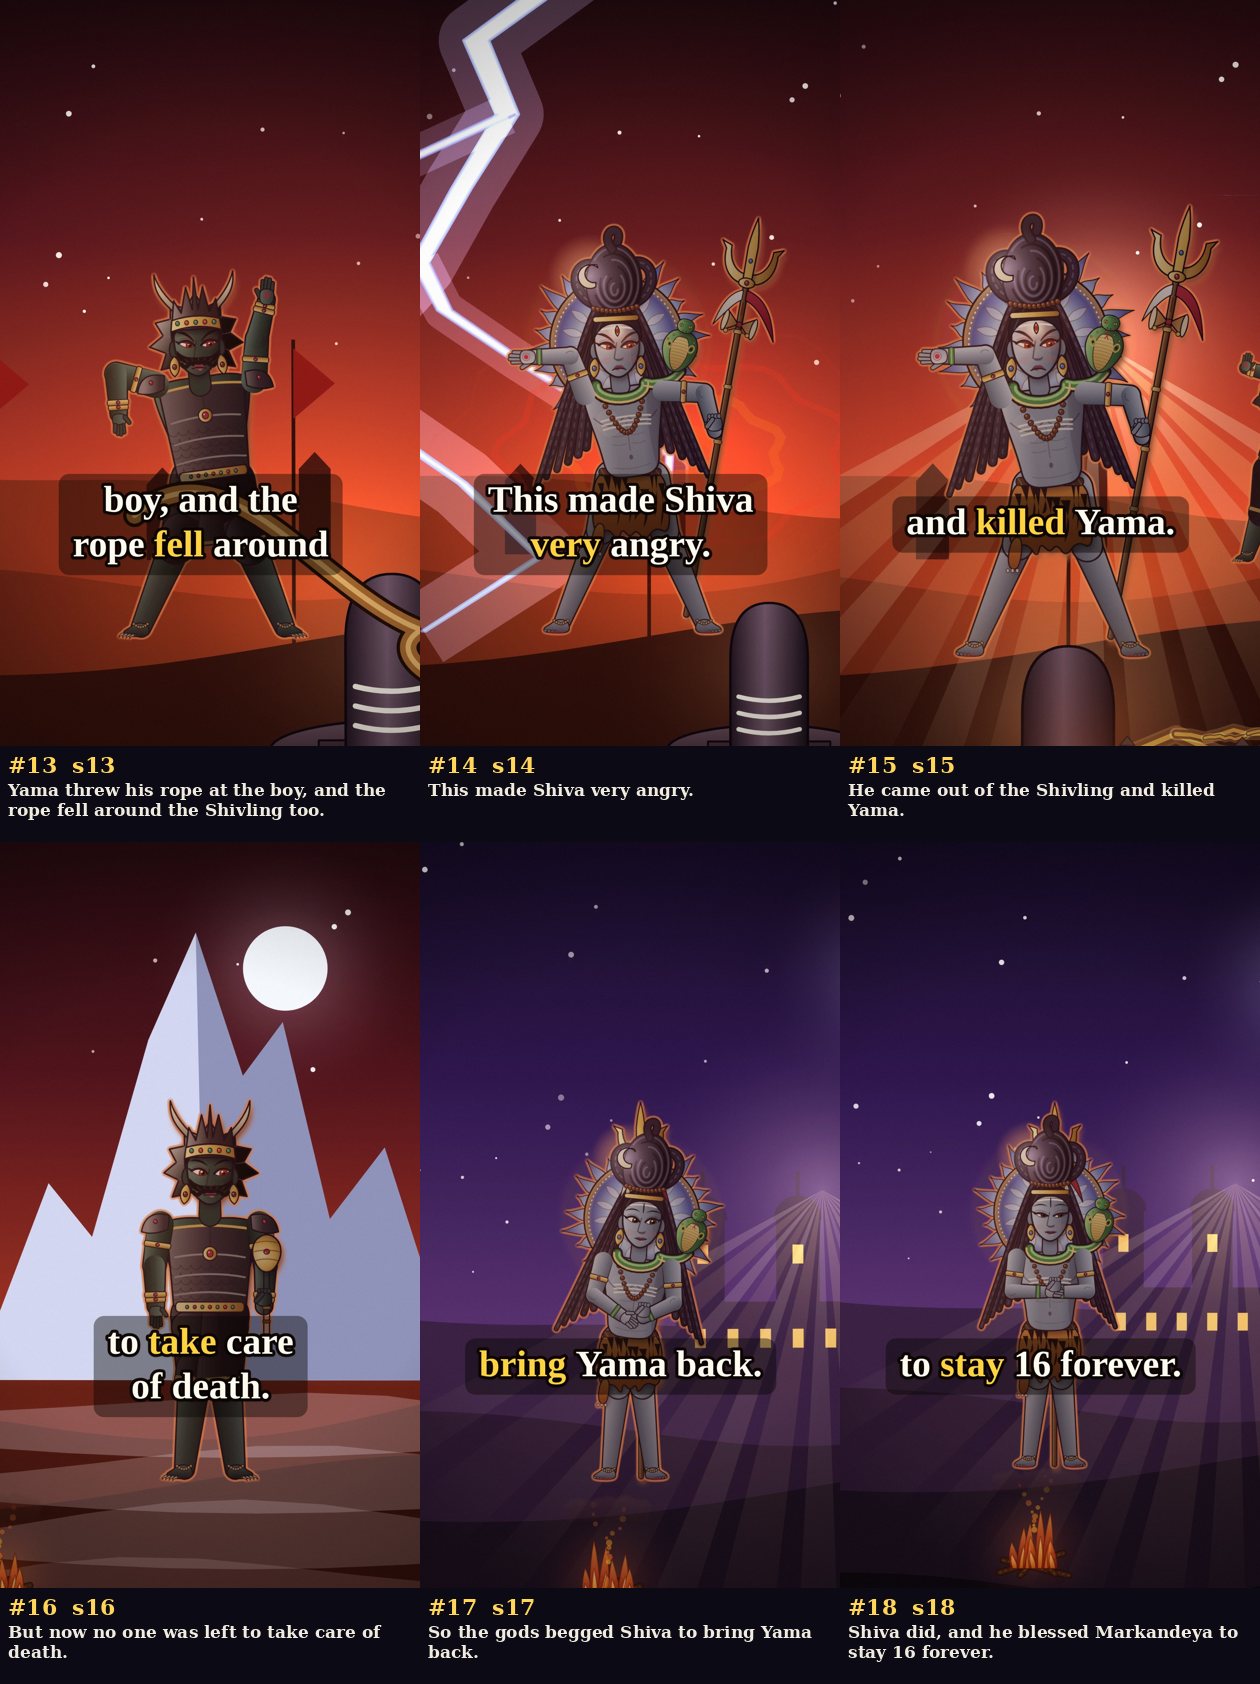 boy, and the
rope fell around
This made Shiva
very angry.
and killed Yama.
#13 s13
Yama threw his rope at the boy, and the
rope fell around the Shivling too.
#14 s14
This made Shiva very angry.
#15 s15
He came out of the Shivling and killed
Yama.
to take care
of death.
bring Yama back.
to stay 16 forever.
#16 s16
But now no one was left to take care of
death.
#17 s17
So the gods begged Shiva to bring Yama
back.
#18 s18
Shiva did, and he blessed Markandeya to
stay 16 forever.